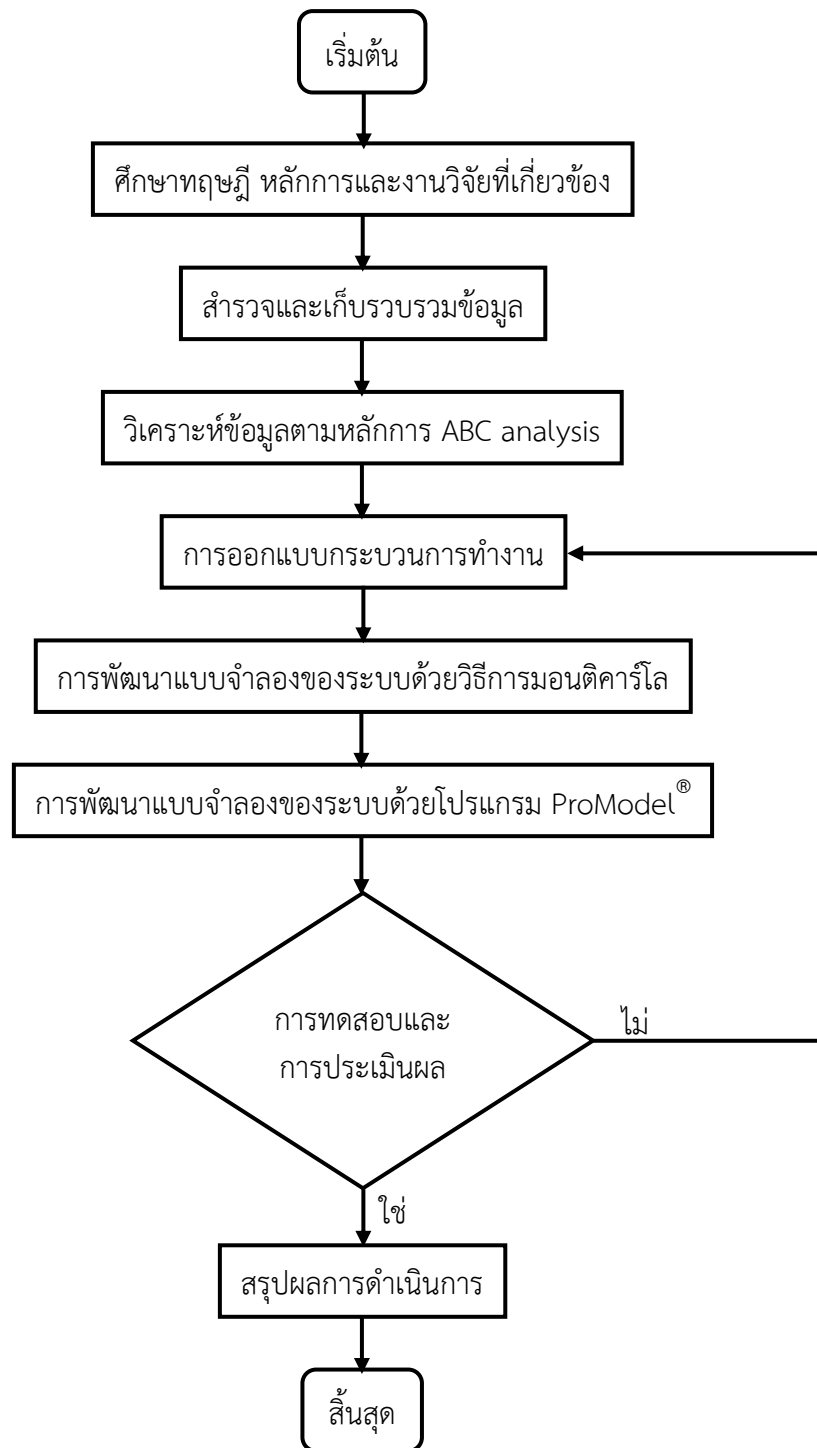 เริ่มต้น
ศึกษาทฤษฎี หลักการและงานวิจัยที่เกี่ยวข้อง
สำรวจและเก็บรวบรวมข้อมูล
วิเคราะห์ข้อมูลตามหลักการ ABC analysis
การออกแบบกระบวนการทำงาน
การพัฒนาแบบจำลองของระบบด้วยวิธีการมอนติคาร์โล
การพัฒนาแบบจำลองของระบบด้วยโปรแกรม ProModel®
การทดสอบและ
การประเมินผล
ไม่
ใช่
สรุปผลการดำเนินการ
สิ้นสุด